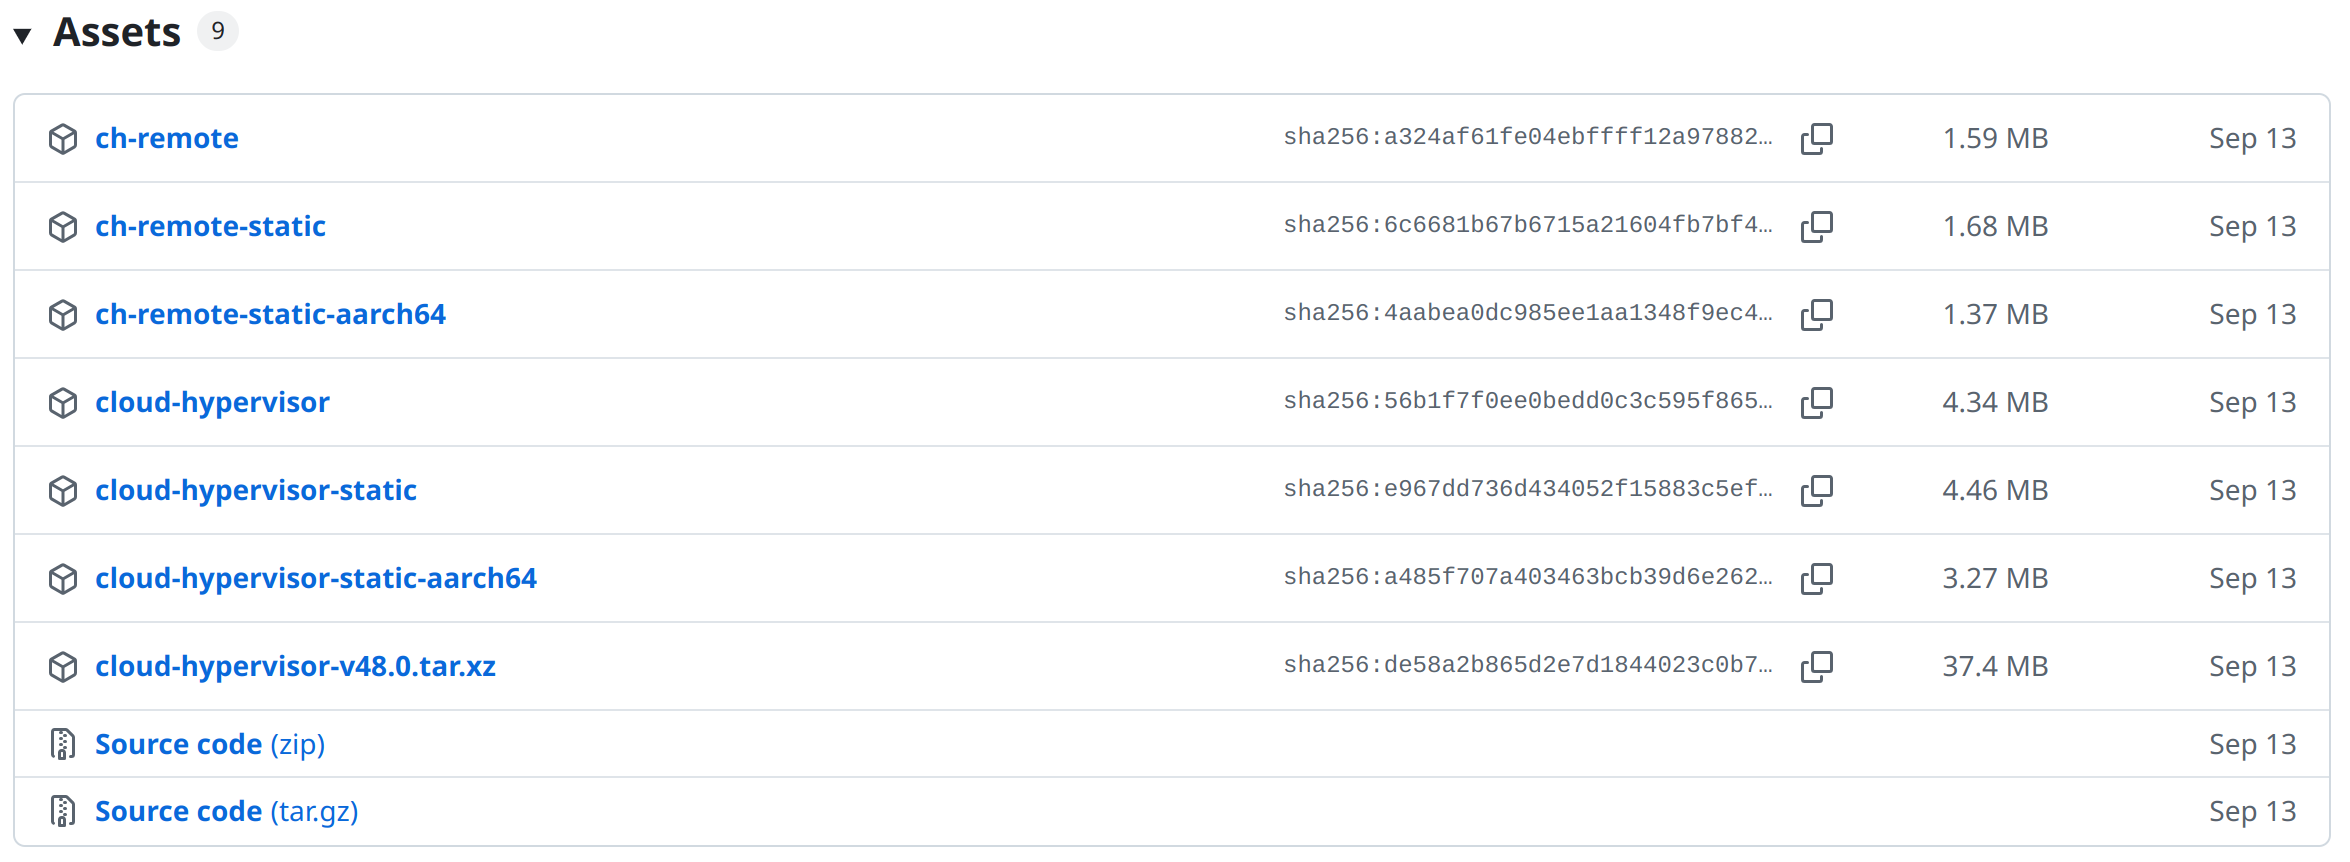 Assets 9
ch-remote sha256:a324af61fe04ebffff12a97882… 1.59 MB Sep 13
ch-remote-static sha256:6c6681b67b6715a21604fb7bf4… 1.68 MB Sep 13
ch-remote-static-aarch64 sha256:4aabea0dc985ee1aa1348f9ec4… 1.37 MB Sep 13
cloud-hypervisor sha256:56b1f7f0ee0bedd0c3c595f865… 4.34 MB Sep 13
cloud-hypervisor-static sha256:e967dd736d434052f15883c5ef… 4.46 MB Sep 13
cloud-hypervisor-static-aarch64 sha256:a485f707a403463bcb39d6e262… 3.27 MB Sep 13
cloud-hypervisor-v48.0.tar.xz sha256:de58a2b865d2e7d1844023c0b7… 37.4 MB Sep 13
Source code (zip) Sep 13
Source code (tar.gz) Sep 13